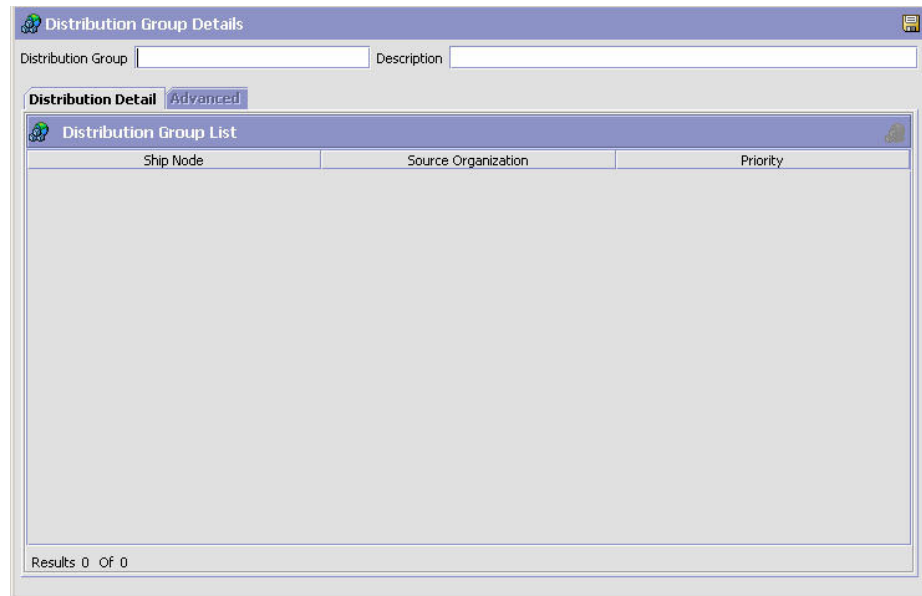 Distribution Group Details
Distribution Group Description
Distribution Detail Advanced
Distribution Group List
Ship Node Source Organization Priority
Results 0 Of 0